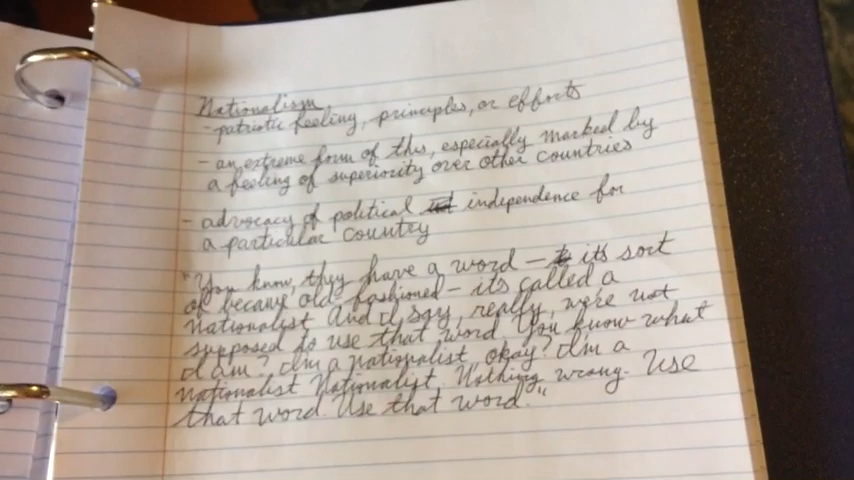 Nationalism
- patriotic feeling, principles, or efforts
- an extreme form of this, especially marked by
a feeling of superiority over other countries
- advocacy of political independence for
a particular country
"You know, they have a word – it's sort
of became old-fashioned – it's called a
nationalist And I say, really, we're not
supposed to use that word. You know what
I am? I'm a nationalist, okay? I'm a
nationalist Nationalist. Nothing wrong. Use
that word. Use that word."